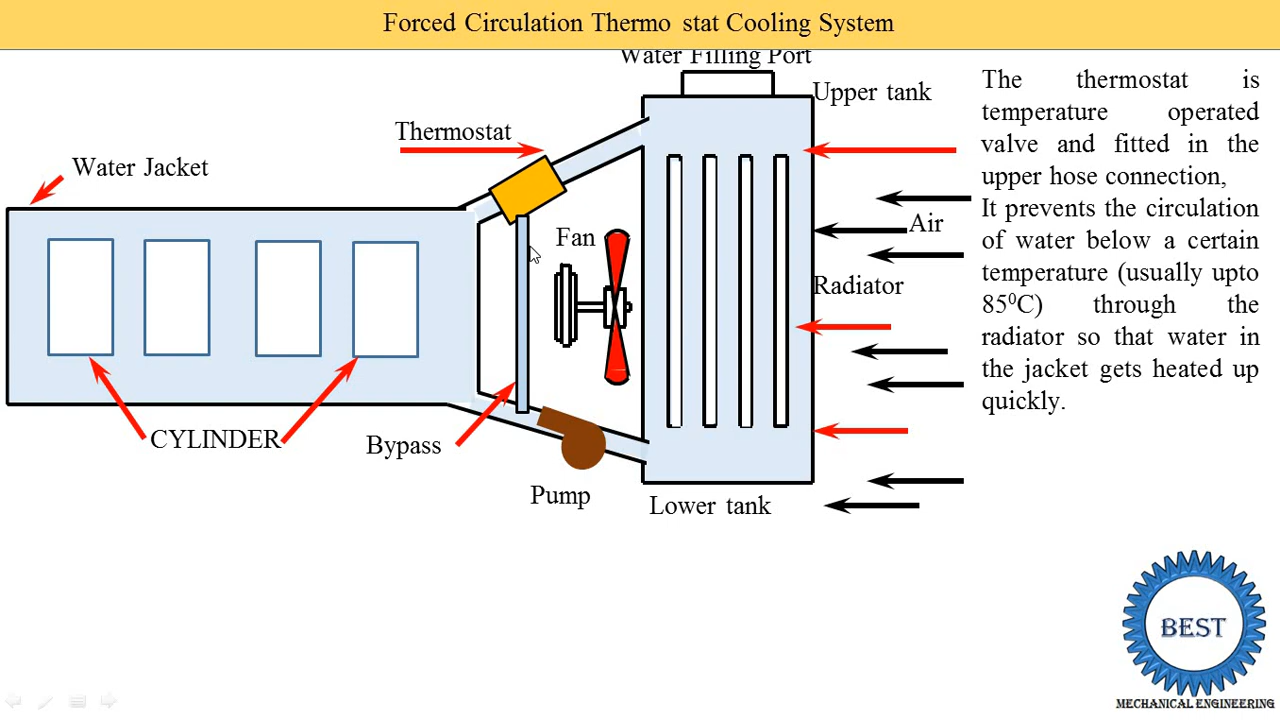 Forced Circulation Thermo stat Cooling System
Water Filling Port
Upper tank
Thermostat
Water Jacket
Fan
Air
Radiator
CYLINDER
Bypass
Pump
Lower tank
The thermostat is
temperature operated
valve and fitted in the
upper hose connection,
It prevents the circulation
of water below a certain
temperature (usually upto
85⁰C) through the
radiator so that water in
the jacket gets heated up
quickly.
BEST
MECHANICAL ENGINEERING